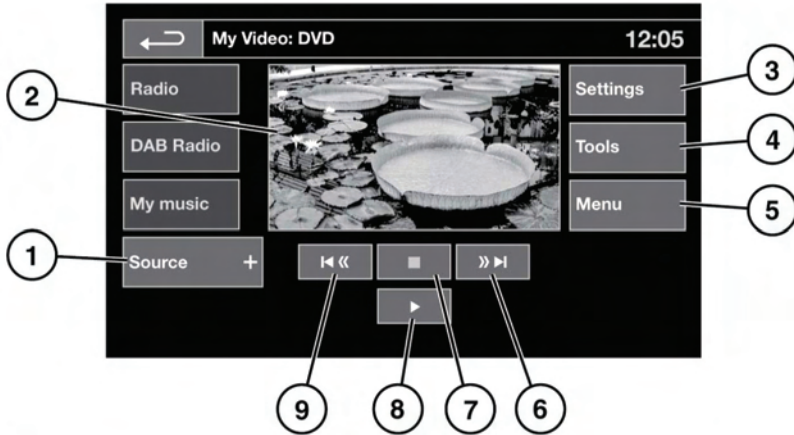 My Video: DVD 12:05
Radio
DAB Radio
My music
Source +
Settings
Tools
Menu
1
2
3
4
5
6
7
8
9